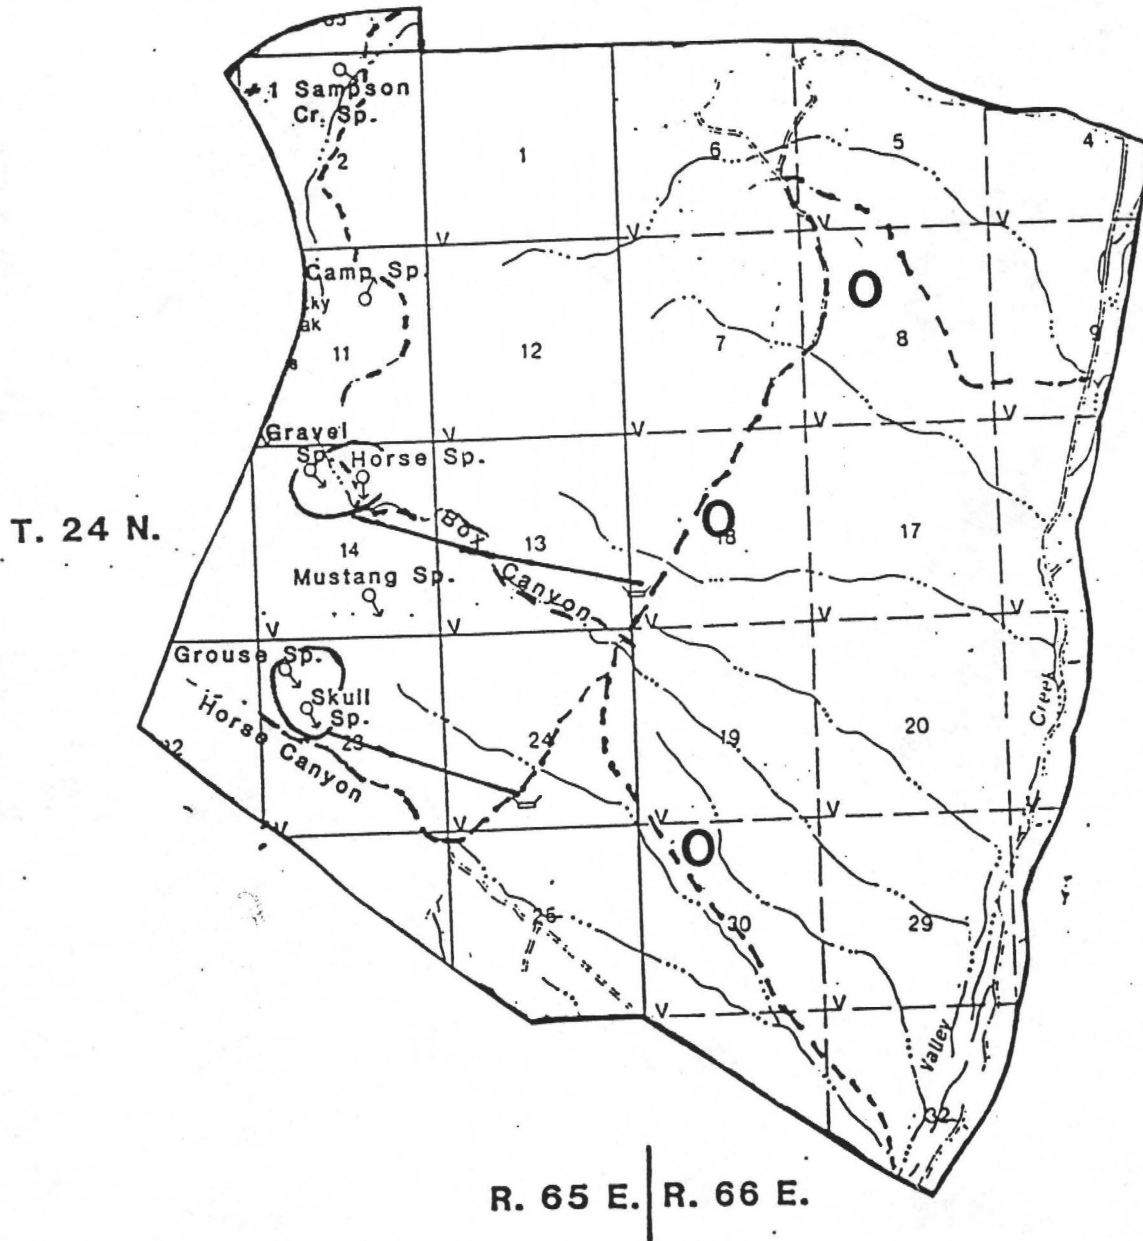 # 1 Sampson
Cr. Sp.
2
1
6
5
4
V
V
V
V
Camp Sp.
11
12
7
O
8
9
V
V
V
V
Gravel
Sp.
Horse Sp.
T. 24 N.
14
Box
13
O
18
17
Mustang Sp.
Canyon
V
V
V
V
V
Grouse Sp.
Skull
Sp.
Horse Canyon
23
24
19
20
Creek
V
V
V
V
V
O
25
30
29
V
V
Valley
32
R. 65 E.
R. 66 E.